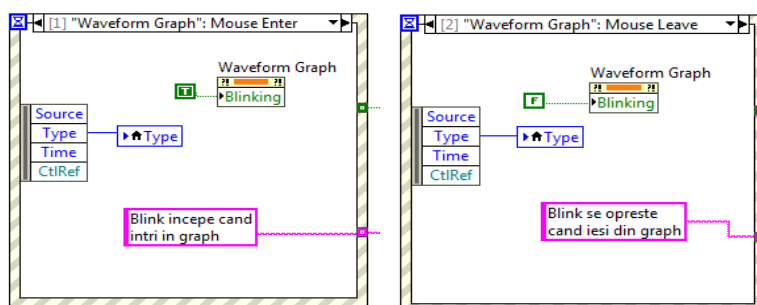 [1] "Waveform Graph": Mouse Enter
Waveform Graph
?! ?!
T
Blinking
Source
Type
Time
CtlRef
Type
Blink incepe cand
intri in graph
[2] "Waveform Graph": Mouse Leave
Waveform Graph
?! ?!
F
Blinking
Source
Type
Time
CtlRef
Type
Blink se opreste
cand iesi din graph